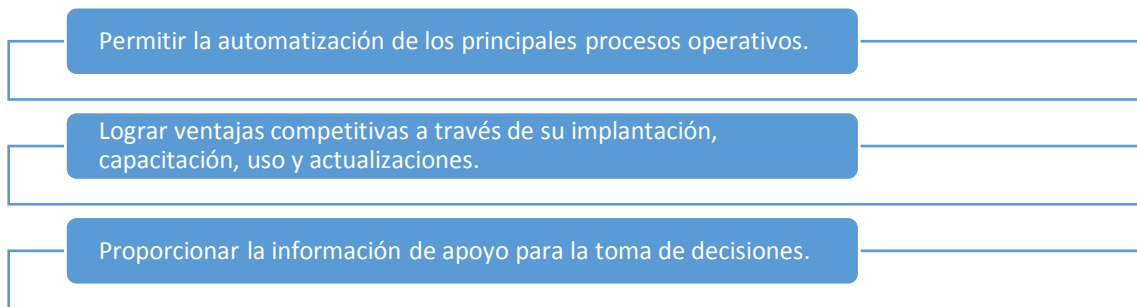 Permitir la automatización de los principales procesos operativos.
Lograr ventajas competitivas a través de su implantación,
capacitación, uso y actualizaciones.
Proporcionar la información de apoyo para la toma de decisiones.